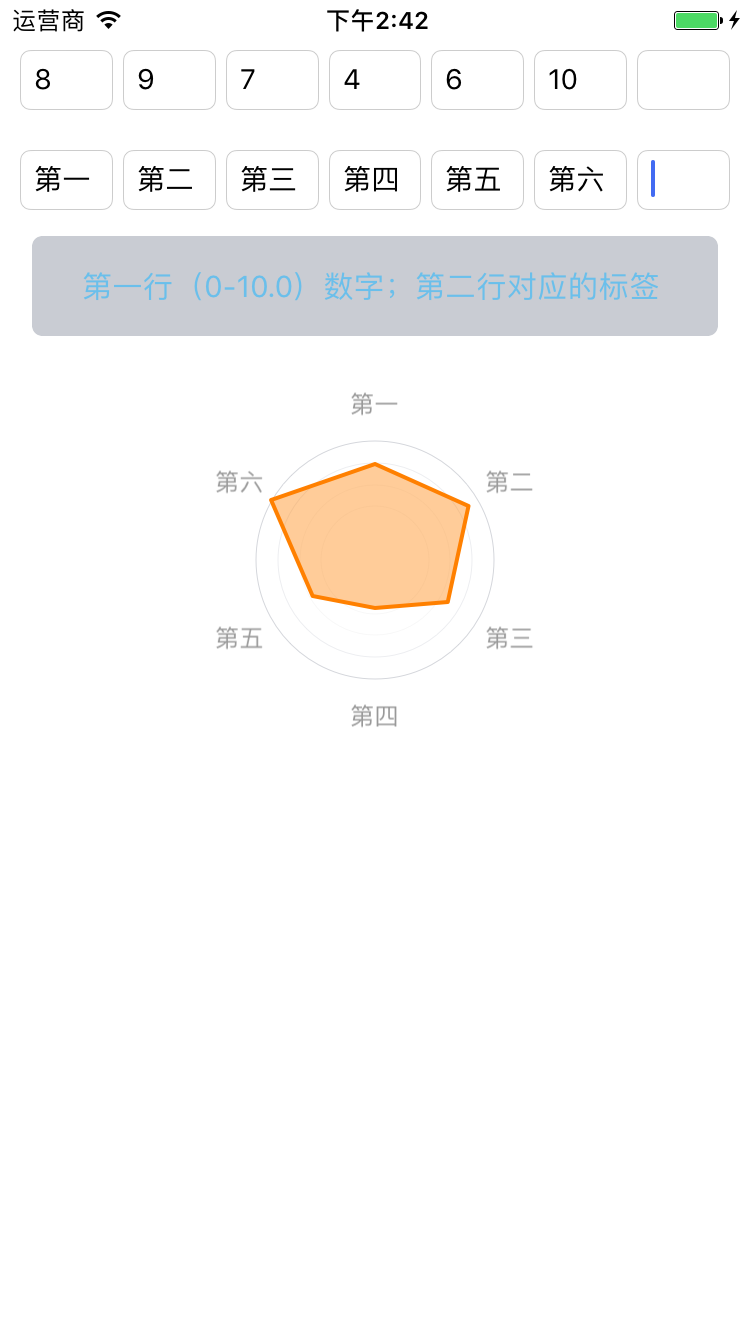 运营商 下午2:42
8 9 7 4 6 10
第一 第二 第三 第四 第五 第六
第一行（0-10.0）数字；第二行对应的标签
第一
第六 第二
第五 第三
第四